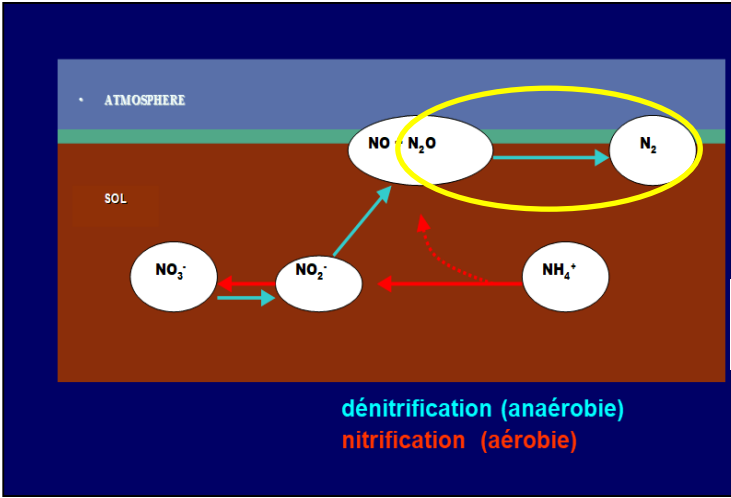 • ATMOSPHERE
NO + N₂O
N₂
SOL
NO₃⁻
NO₂⁻
NH₄⁺
dénitrification (anaérobie)
nitrification (aérobie)